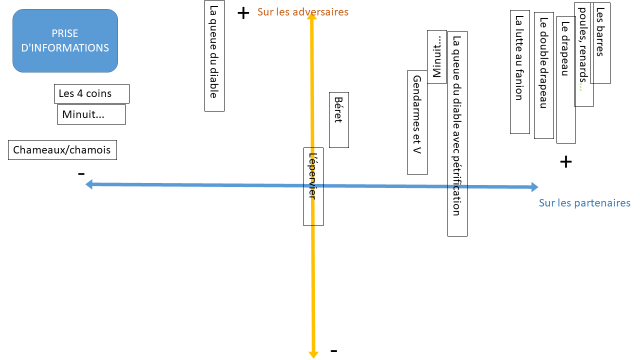 PRISE
D'INFORMATIONS
La queue du diable
+
Sur les adversaires
La lutte au fanion
Le double drapeau
Le drapeau
poules, renards...
Les barres
Les 4 coins
Minuit...
Béret
Gendarmes et V
Minuit...
La queue du diable avec pétrification
Chameaux/chamois
L'épervier
+
-
Sur les partenaires
-